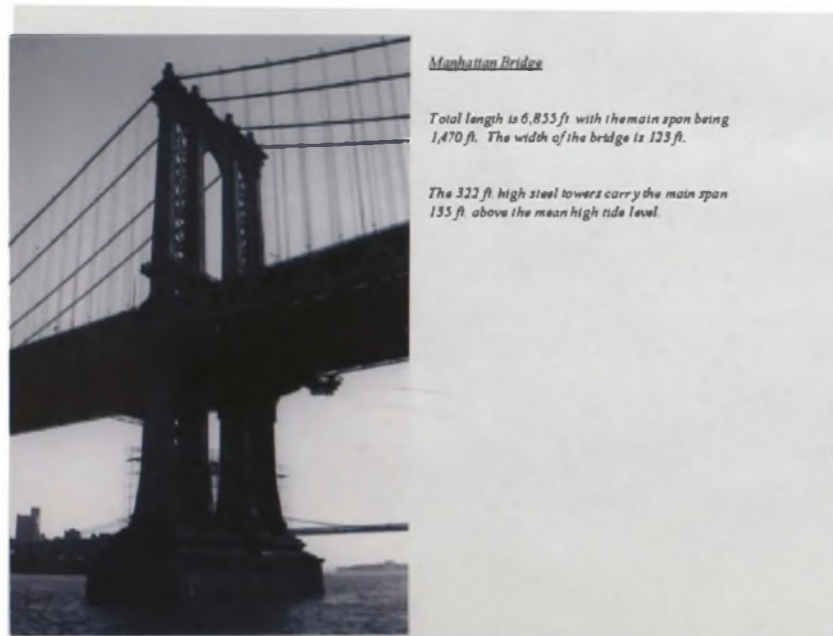 Manhattan Bridge
Total length is 6,855 ft. with the main span being
1,470 ft. The width of the bridge is 123 ft.
The 322 ft. high steel towers carry the main span
135 ft. above the mean high tide level.